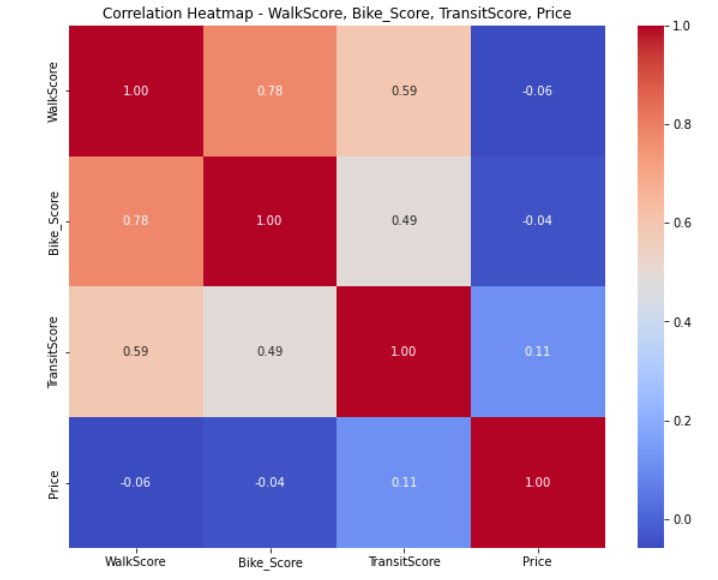 Correlation Heatmap - WalkScore, Bike_Score, TransitScore, Price
WalkScore
1.00
0.78
0.59
-0.06
Bike_Score
0.78
1.00
0.49
-0.04
TransitScore
0.59
0.49
1.00
0.11
Price
-0.06
-0.04
0.11
1.00
WalkScore
Bike_Score
TransitScore
Price
1.0
0.8
0.6
0.4
0.2
0.0